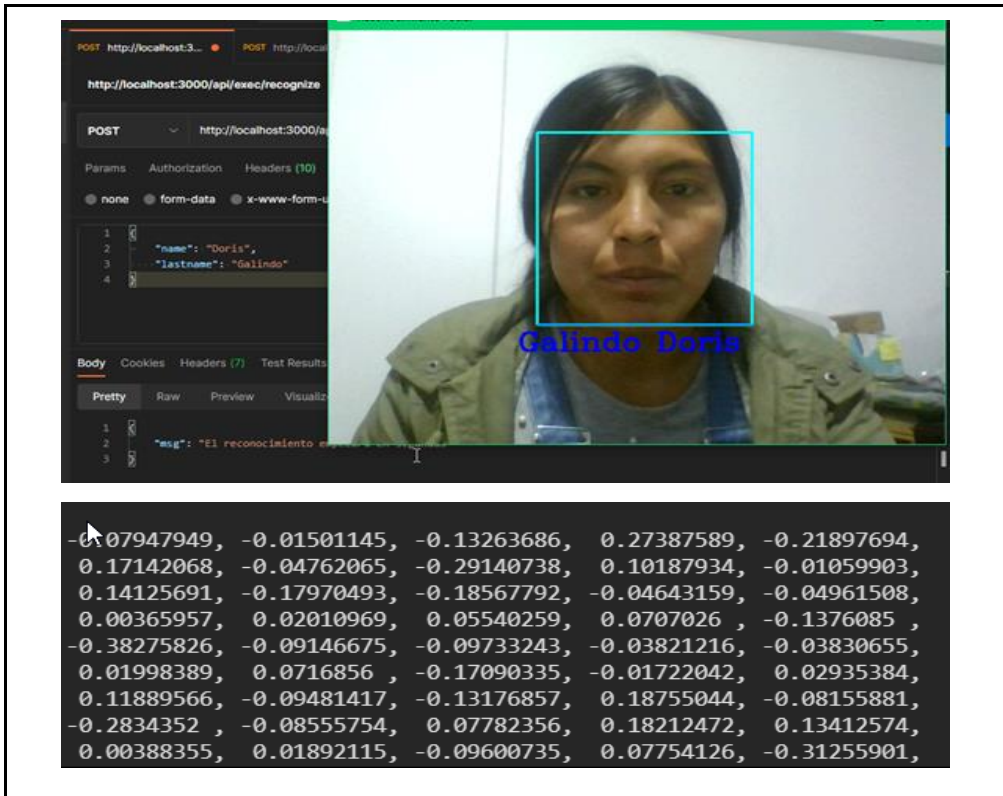 POST http://localhost:3... POST http://local
http://localhost:3000/api/exec/recognize
POST http://localhost:3000/a
Params Authorization Headers (10)
none form-data x-www-form-u
1 {
2 "name": "Doris",
3 "lastname": "Galindo"
4 }
Galindo Doris
Body Cookies Headers (7) Test Results
Pretty Raw Preview Visualiz
1 {
2 "msg": "El reconocimiento
3 }
-0.07947949, -0.01501145, -0.13263686, 0.27387589, -0.21897694,
0.17142068, -0.04762065, -0.29140738, 0.10187934, -0.01059903,
0.14125691, -0.17970493, -0.18567792, -0.04643159, -0.04961508,
0.00365957, 0.02010969, 0.05540259, 0.0707026 , -0.1376085 ,
-0.38275826, -0.09146675, -0.09733243, -0.03821216, -0.03830655,
0.01998389, 0.0716856 , -0.17090335, -0.01722042, 0.02935384,
0.11889566, -0.09481417, -0.13176857, 0.18755044, -0.08155881,
-0.2834352 , -0.08555754, 0.07782356, 0.18212472, 0.13412574,
0.00388355, 0.01892115, -0.09600735, 0.07754126, -0.31255901,